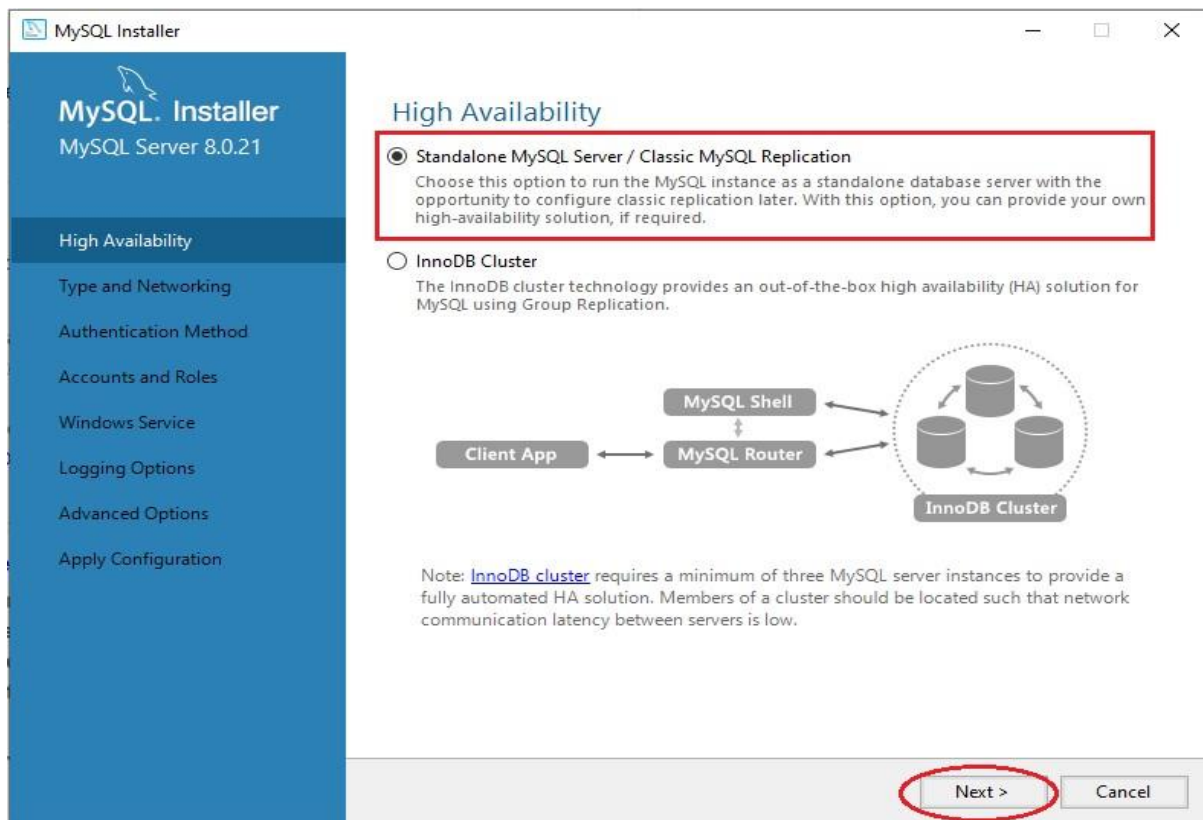 MySQL Installer
MySQL. Installer
MySQL Server 8.0.21
High Availability
Type and Networking
Authentication Method
Accounts and Roles
Windows Service
Logging Options
Advanced Options
Apply Configuration
High Availability
Standalone MySQL Server / Classic MySQL Replication
Choose this option to run the MySQL instance as a standalone database server with the
opportunity to configure classic replication later. With this option, you can provide your own
high-availability solution, if required.
InnoDB Cluster
The InnoDB cluster technology provides an out-of-the-box high availability (HA) solution for
MySQL using Group Replication.
MySQL Shell
Client App
MySQL Router
InnoDB Cluster
Note: InnoDB cluster requires a minimum of three MySQL server instances to provide a
fully automated HA solution. Members of a cluster should be located such that network
communication latency between servers is low.
Next >
Cancel